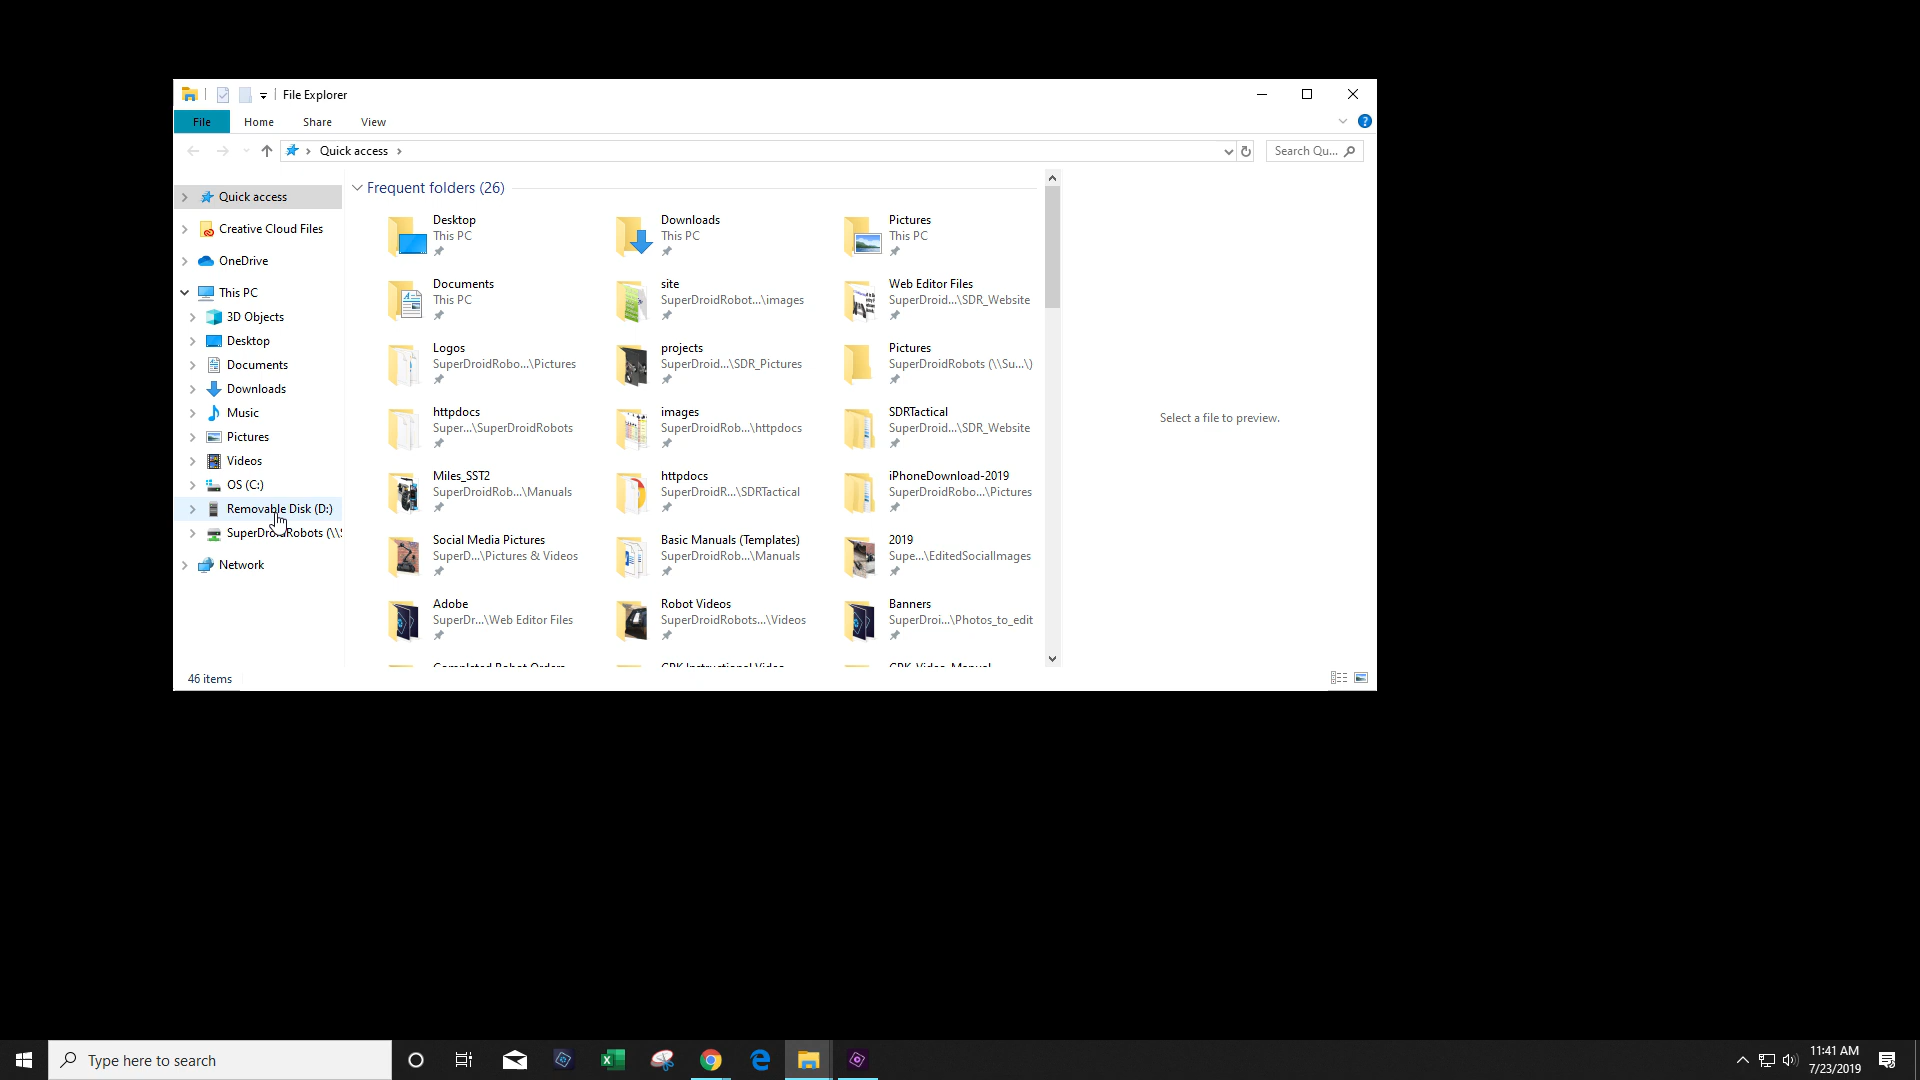 File Explorer
File Home Share View
Quick access
Search Qu...
Quick access
Creative Cloud Files
OneDrive
This PC
3D Objects
Desktop
Documents
Downloads
Music
Pictures
Videos
OS (C:)
Removable Disk (D:)
SuperDroidRobots (\\S
Network
Frequent folders (26)
Desktop
This PC
Downloads
This PC
Pictures
This PC
Documents
This PC
site
SuperDroidRobot...\images
Web Editor Files
SuperDroid...\SDR_Website
Logos
SuperDroidRobo...\Pictures
projects
SuperDroid...\SDR_Pictures
Pictures
SuperDroidRobots (\\Su...\)
httpdocs
Super...\SuperDroidRobots
images
SuperDroidRob...\httpdocs
SDRTactical
SuperDroid...\SDR_Website
Miles_SST2
SuperDroidRob...\Manuals
httpdocs
SuperDroidR...\SDRTactical
iPhoneDownload-2019
SuperDroidRobo...\Pictures
Social Media Pictures
SuperD...\Pictures & Videos
Basic Manuals (Templates)
SuperDroidRob...\Manuals
2019
Supe...\EditedSocialImages
Adobe
SuperDr...\Web Editor Files
Robot Videos
SuperDroidRobots...\Videos
Banners
SuperDroi...\Photos_to_edit
Completed Robot Orders
Select a file to preview.
46 items
Type here to search
11:41 AM
7/23/2019